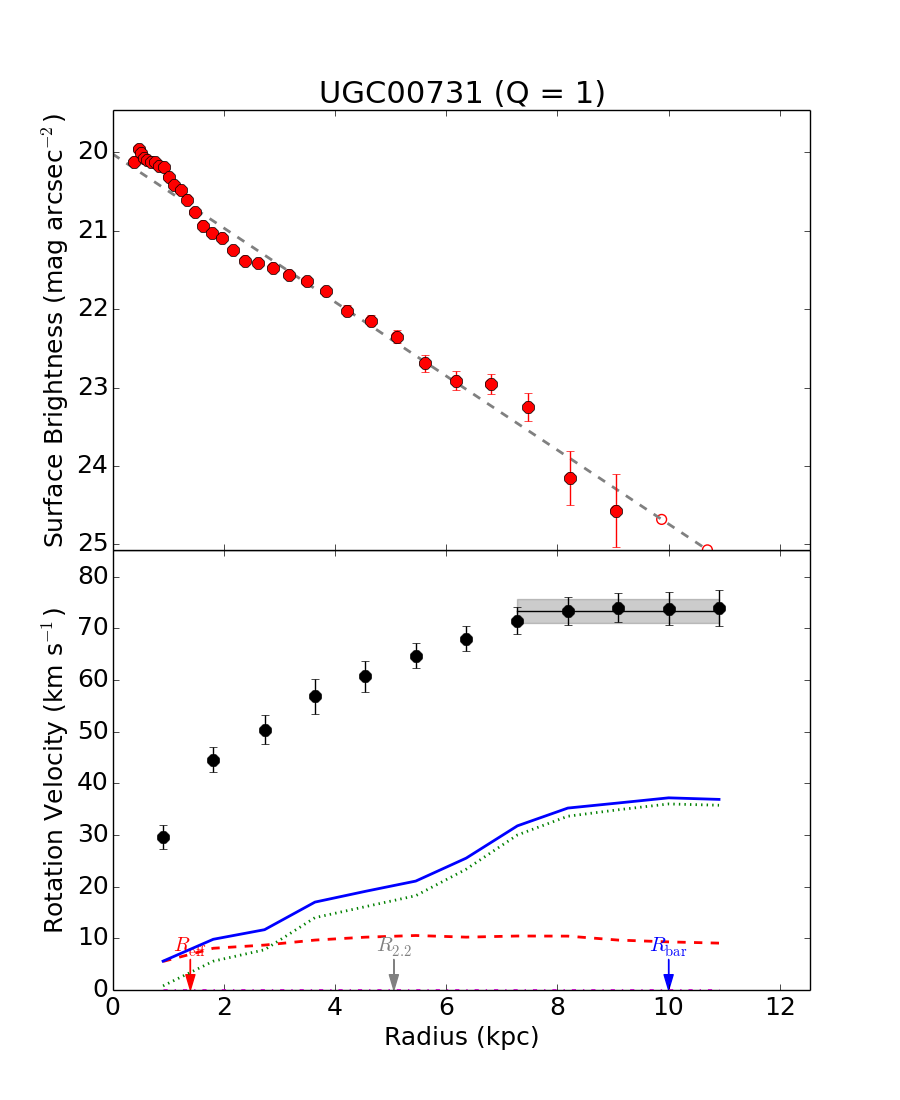 UGC00731 (Q = 1)
Surface Brightness (mag arcsec⁻²)
20
21
22
23
24
25
Rotation Velocity (km s⁻¹)
80
70
60
50
40
30
20
10
0
R_eff
R_2.2
R_bar
0 2 4 6 8 10 12
Radius (kpc)